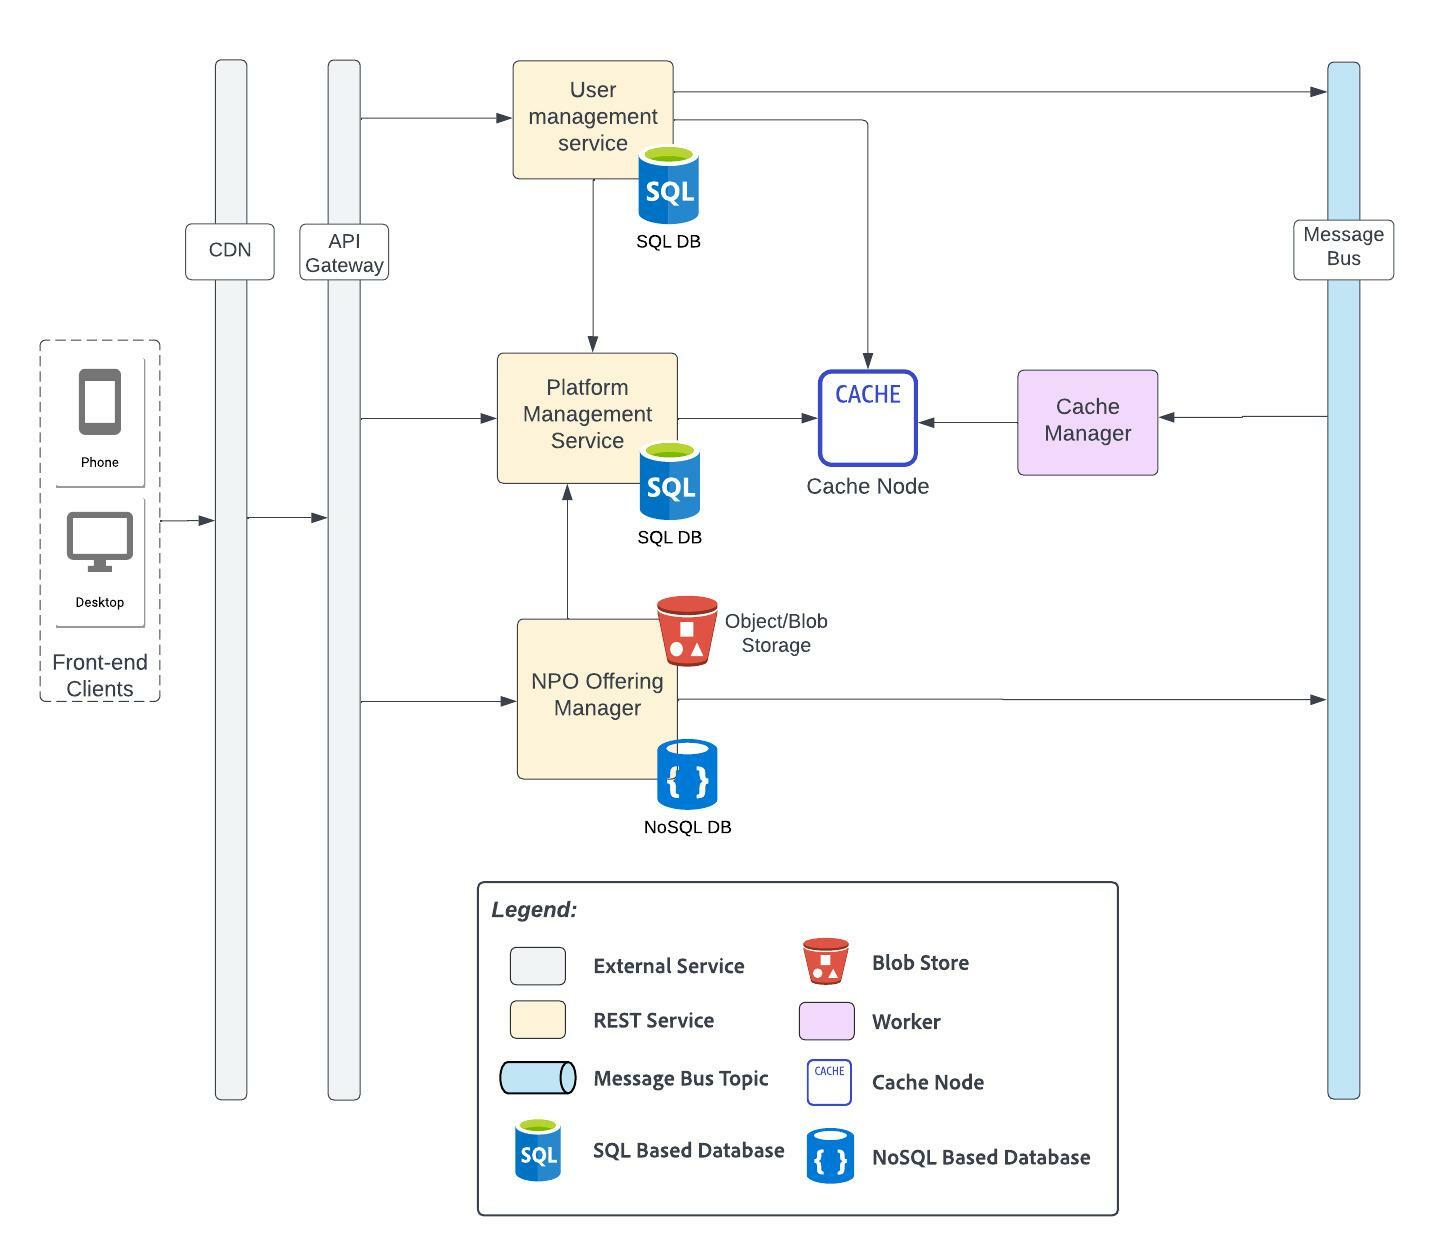 User
management
service
SQL
SQL DB
CDN
API
Gateway
Message
Bus
Phone
Desktop
Front-end
Clients
Platform
Management
Service
SQL
SQL DB
CACHE
Cache Node
Cache
Manager
Object/Blob
Storage
NPO Offering
Manager
{ }
NoSQL DB
Legend:
External Service
REST Service
Message Bus Topic
SQL
SQL Based Database
Blob Store
Worker
CACHE
Cache Node
{ }
NoSQL Based Database